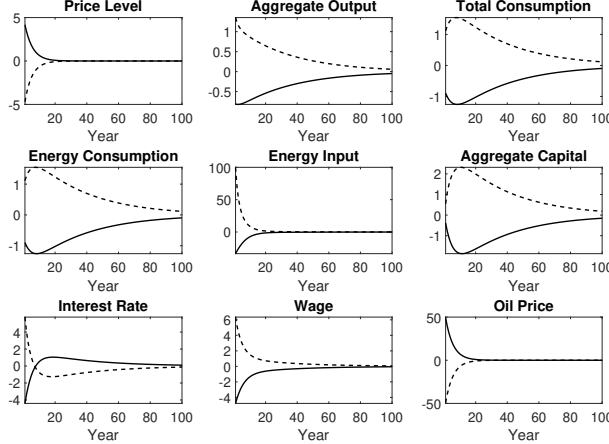 Price Level
Aggregate Output
Total Consumption
5
0
-5
1
0.5
0
-0.5
1
0
-1
20 40 60 80 100
20 40 60 80 100
20 40 60 80 100
Year
Year
Year
Energy Consumption
Energy Input
Aggregate Capital
1
0
-1
100
50
0
2
1
0
-1
20 40 60 80 100
20 40 60 80 100
20 40 60 80 100
Year
Year
Year
Interest Rate
Wage
Oil Price
4
2
0
-2
-4
6
4
2
0
-2
-4
50
0
-50
20 40 60 80 100
20 40 60 80 100
20 40 60 80 100
Year
Year
Year